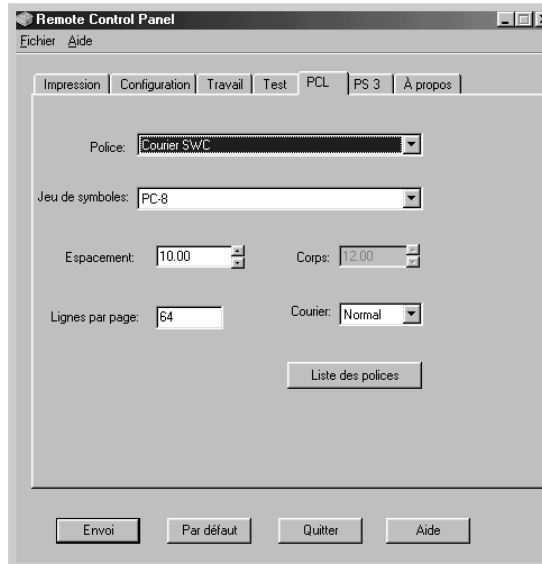 Remote Control Panel
Fichier Aide
Impression Configuration Travail Test PCL PS 3 À propos
Police: Courier SWC
Jeu de symboles: PC-8
Espacement: 10.00 Corps: 12.00
Lignes par page: 64 Courier: Normal
Liste des polices
Envoi Par défaut Quitter Aide